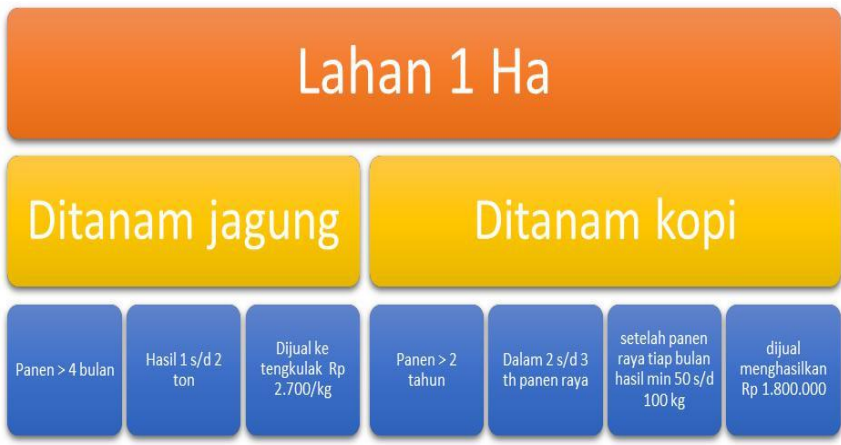 Lahan 1 Ha
Ditanam jagung
Ditanam kopi
Panen > 4 bulan
Hasil 1 s/d 2
ton
Dijual ke
tengkulak Rp
2.700/kg
Panen > 2
tahun
Dalam 2 s/d 3
th panen raya
setelah panen
raya tiap bulan
hasil min 50 s/d
100 kg
dijual
menghasilkan
Rp 1.800.000